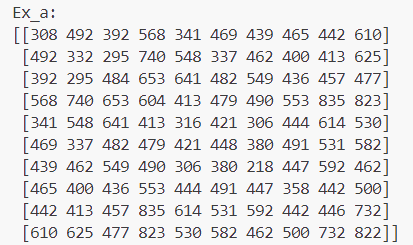 Ex_a:
[[308 492 392 568 341 469 439 465 442 610]
[492 332 295 740 548 337 462 400 413 625]
[392 295 484 653 641 482 549 436 457 477]
[568 740 653 604 413 479 490 553 835 823]
[341 548 641 413 316 421 306 444 614 530]
[469 337 482 479 421 448 380 491 531 582]
[439 462 549 490 306 380 218 447 592 462]
[465 400 436 553 444 491 447 358 442 500]
[442 413 457 835 614 531 592 442 446 732]
[610 625 477 823 530 582 462 500 732 822]]